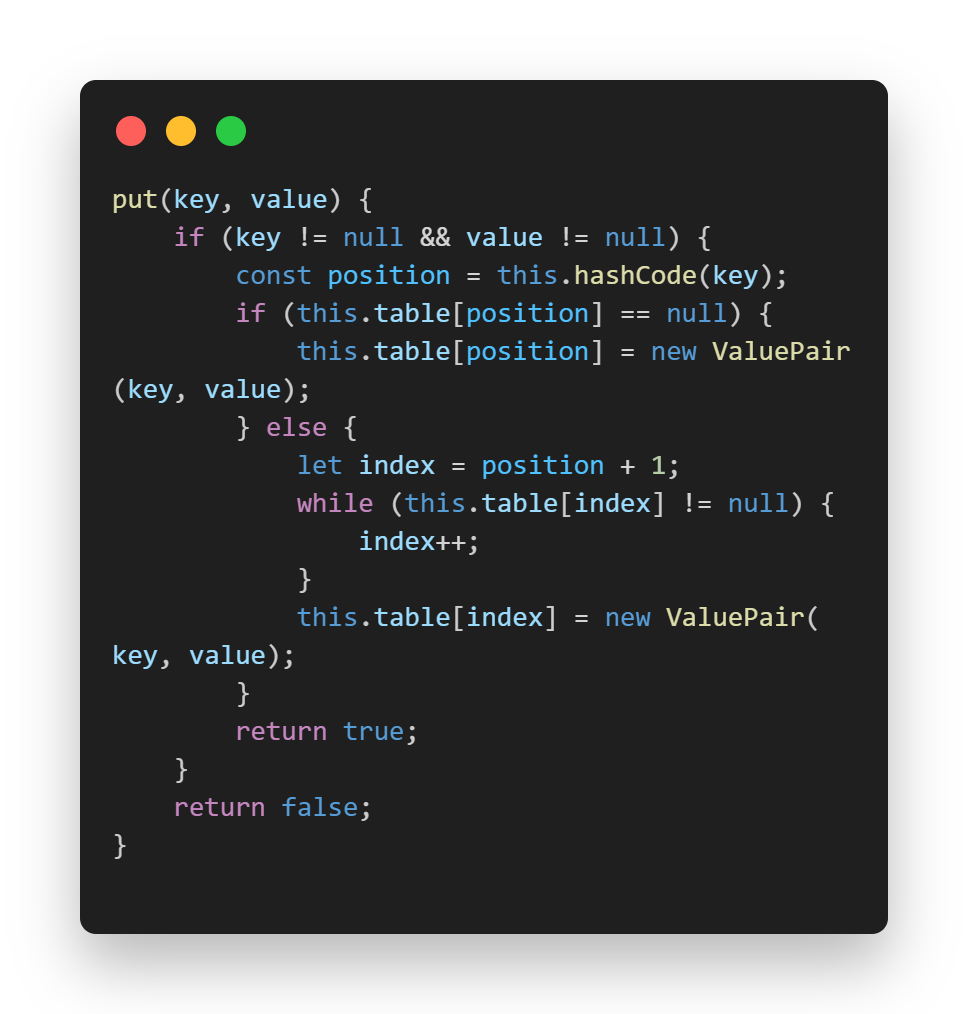 put(key, value) {
    if (key != null && value != null) {
        const position = this.hashCode(key);
        if (this.table[position] == null) {
            this.table[position] = new ValuePair
(key, value);
        } else {
            let index = position + 1;
            while (this.table[index] != null) {
                index++;
            }
            this.table[index] = new ValuePair(
key, value);
        }
        return true;
    }
    return false;
}